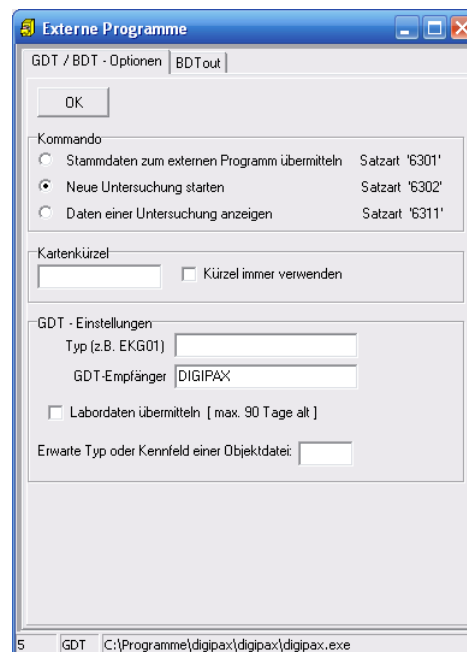 Externe Programme
GDT / BDT - Optionen BDTout
OK
Kommando
Stammdaten zum externen Programm übermitteln Satzart '6301'
Neue Untersuchung starten Satzart '6302'
Daten einer Untersuchung anzeigen Satzart '6311'
Kartenkürzel
Kürzel immer verwenden
GDT - Einstellungen
Typ (z.B. EKG01)
GDT-Empfänger DIGIPAX
Labordaten übermitteln [ max. 90 Tage alt ]
Erwarte Typ oder Kennfeld einer Objektdatei:
5 GDT C:\Programme\digipax\digipax\digipax.exe